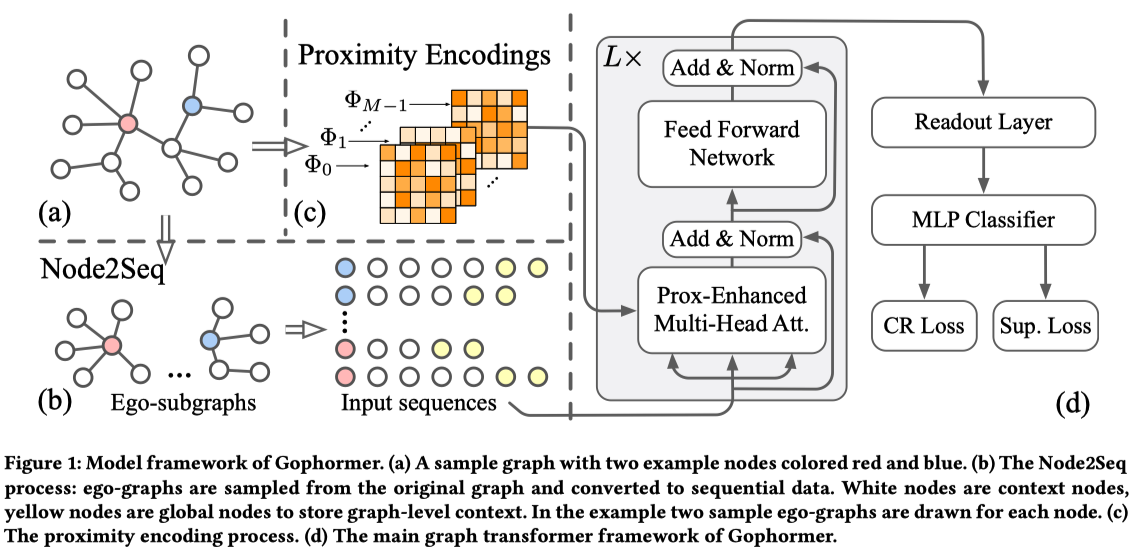 Proximity Encodings
Φ_{M−1}
Φ_1
Φ_0
(a)
(c)
Node2Seq
(b)
Ego-subgraphs
Input sequences
L×
Add & Norm
Feed Forward
Network
Add & Norm
Prox-Enhanced
Multi-Head Att.
Readout Layer
MLP Classifier
CR Loss
Sup. Loss
(d)
Figure 1: Model framework of Gophormer. (a) A sample graph with two example nodes colored red and blue. (b) The Node2Seq
process: ego-graphs are sampled from the original graph and converted to sequential data. White nodes are context nodes,
yellow nodes are global nodes to store graph-level context. In the example two sample ego-graphs are drawn for each node. (c)
The proximity encoding process. (d) The main graph transformer framework of Gophormer.